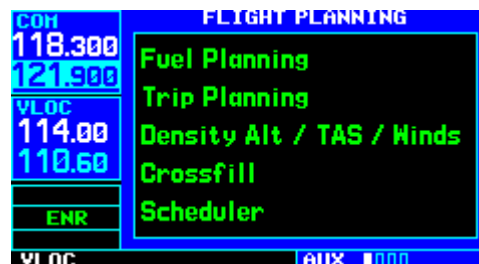 COM
118.300
121.900
VLOC
114.00
110.60
ENR
FLIGHT PLANNING
Fuel Planning
Trip Planning
Density Alt / TAS / Winds
Crossfill
Scheduler
VLOC
AUX